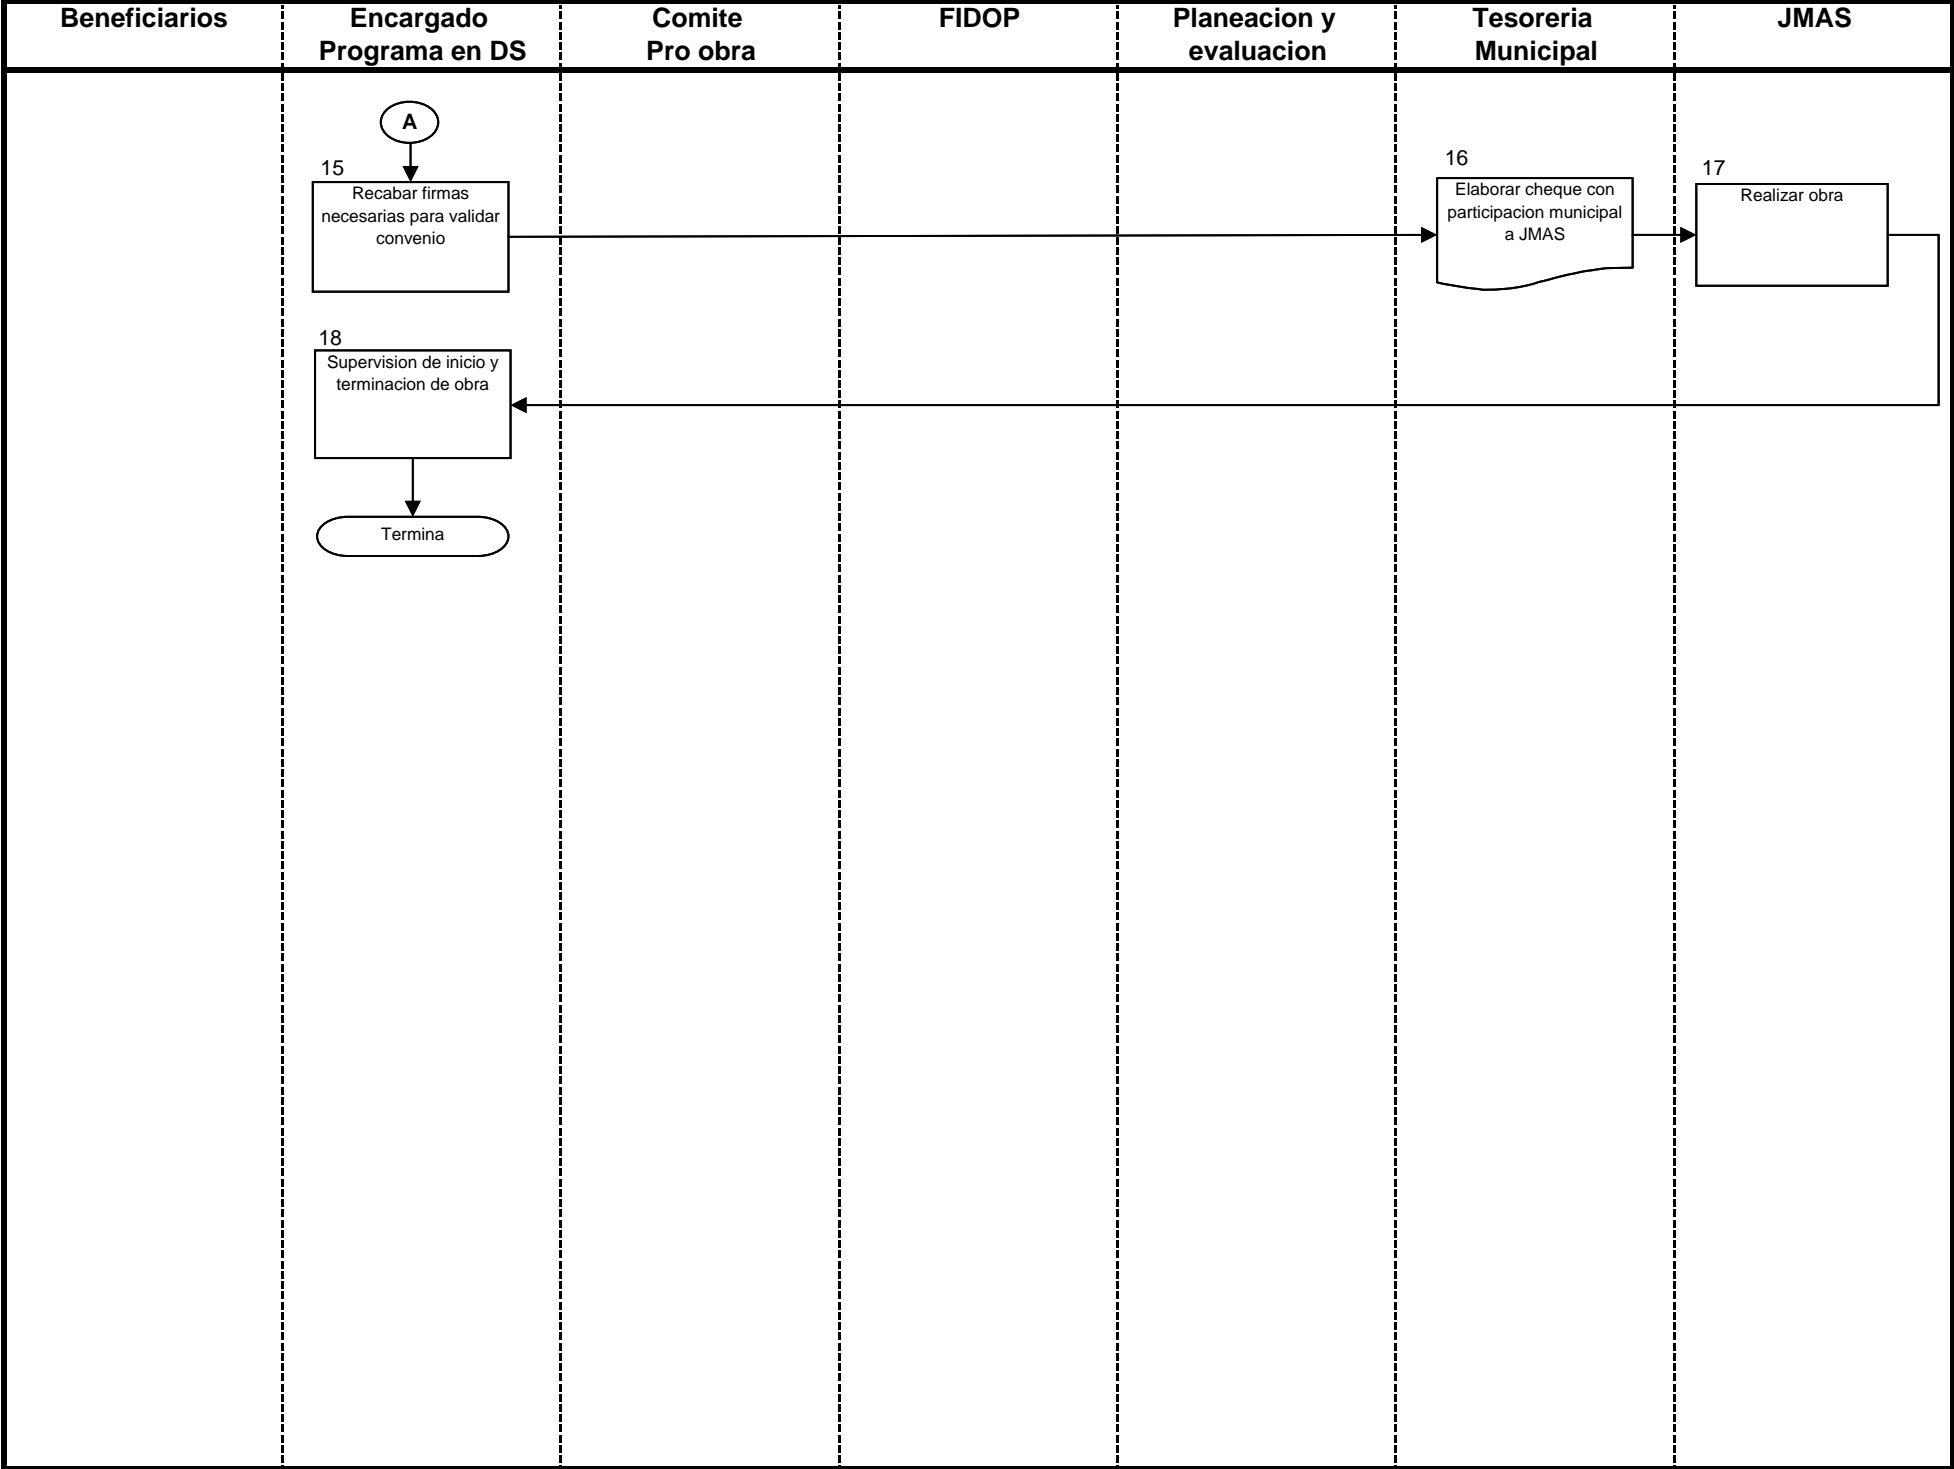 Beneficiarios
Encargado
Programa en DS
Comite
Pro obra
FIDOP
Planeacion y
evaluacion
Tesoreria
Municipal
JMAS
A
15
Recabar firmas
necesarias para validar
convenio
16
Elaborar cheque con
participacion municipal
a JMAS
17
Realizar obra
18
Supervision de inicio y
terminacion de obra
Termina